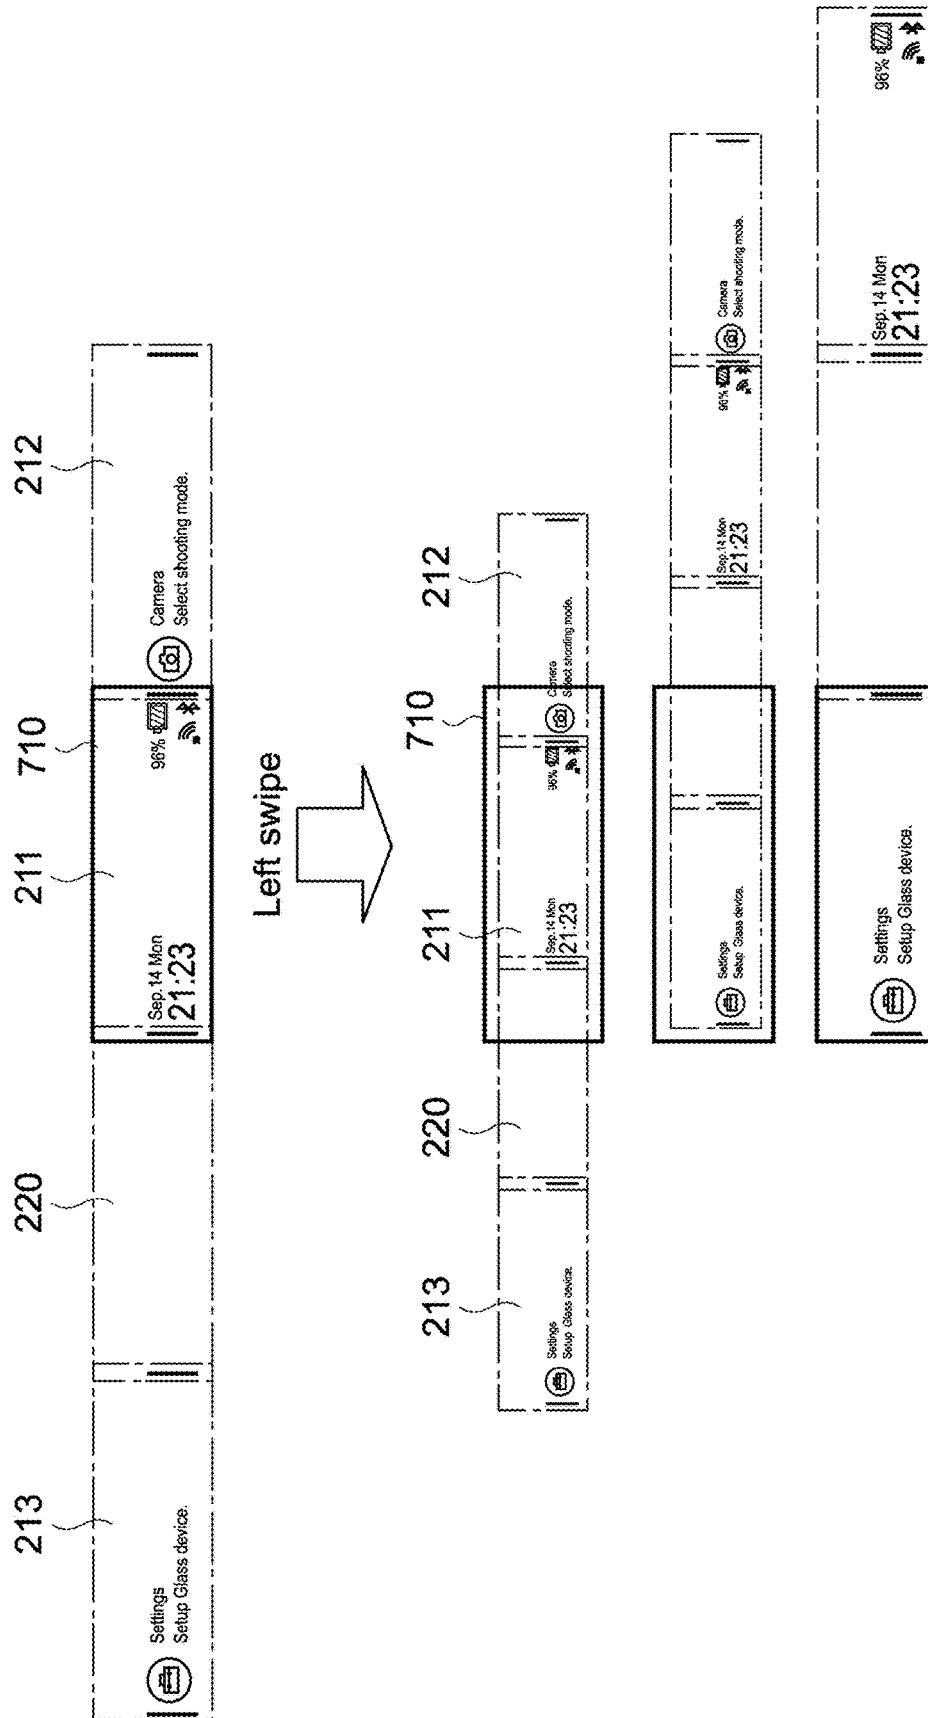 213 220 211 710 212
Settings
Setup Glass device.
Sep.14 Mon
21:23
96%
Camera
Select shooting mode.
Left swipe
213 220 211 710 212
Settings
Setup Glass device.
Sep.14 Mon
21:23
96%
Camera
Select shooting mode.
Settings
Setup Glass device.
Sep.14 Mon
21:23
96%
Camera
Select shooting mode.
Settings
Setup Glass device.
Sep.14 Mon
21:23
96%